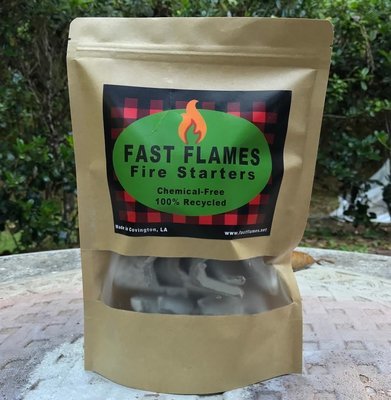 FAST FLAMES
Fire Starters
Chemical-Free
100% Recycled
Made in Covington, LA
www.fastflames.net